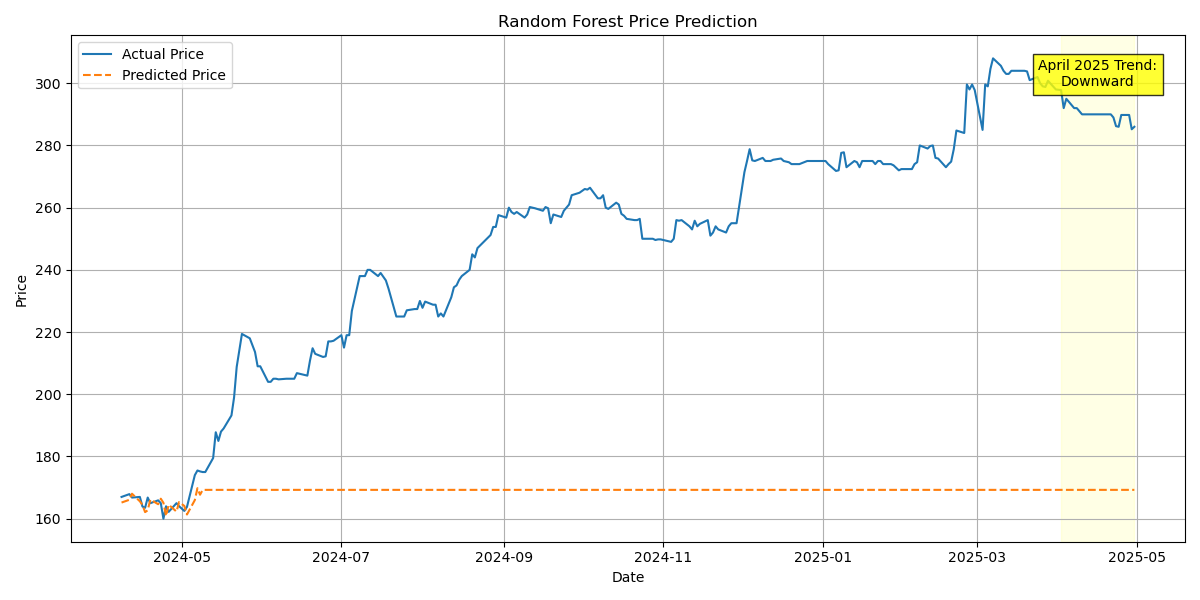 Random Forest Price Prediction
Actual Price
Predicted Price
April 2025 Trend:
Downward
Price
300
280
260
240
220
200
180
160
2024-05
2024-07
2024-09
2024-11
2025-01
2025-03
2025-05
Date